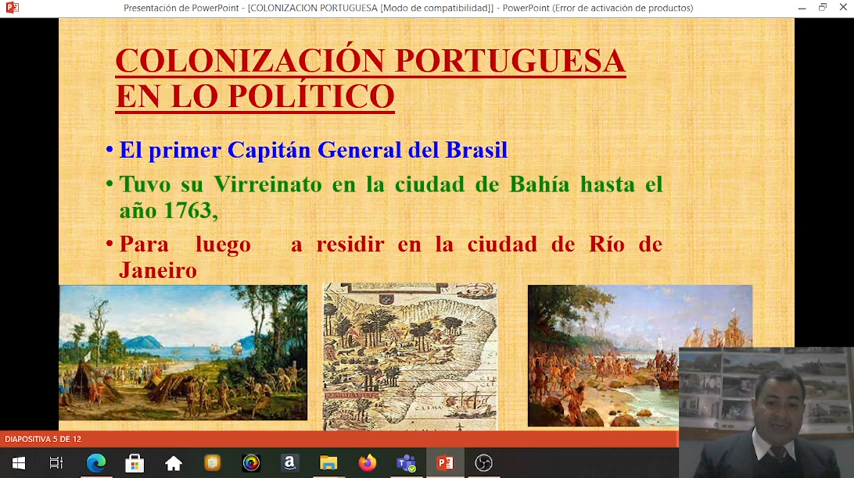 Presentación de PowerPoint - [COLONIZACION PORTUGUESA [Modo de compatibilidad]] - PowerPoint (Error de activación de productos)
COLONIZACIÓN PORTUGUESA
EN LO POLÍTICO
• El primer Capitán General del Brasil
• Tuvo su Virreinato en la ciudad de Bahía hasta el
año 1763,
• Para luego a residir en la ciudad de Río de
Janeiro
DIAPOSITIVA 5 DE 12